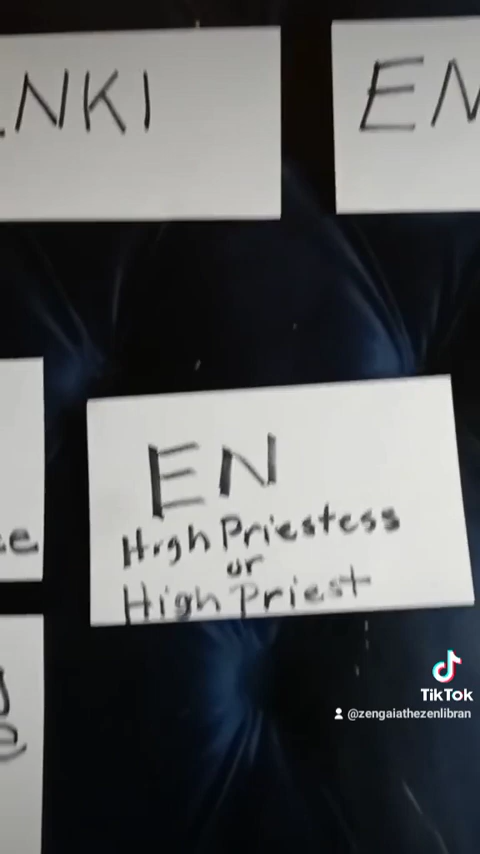 NKI
EN
EN
High Priestess
or
High Priest
TikTok
@zengaiathezenlibran